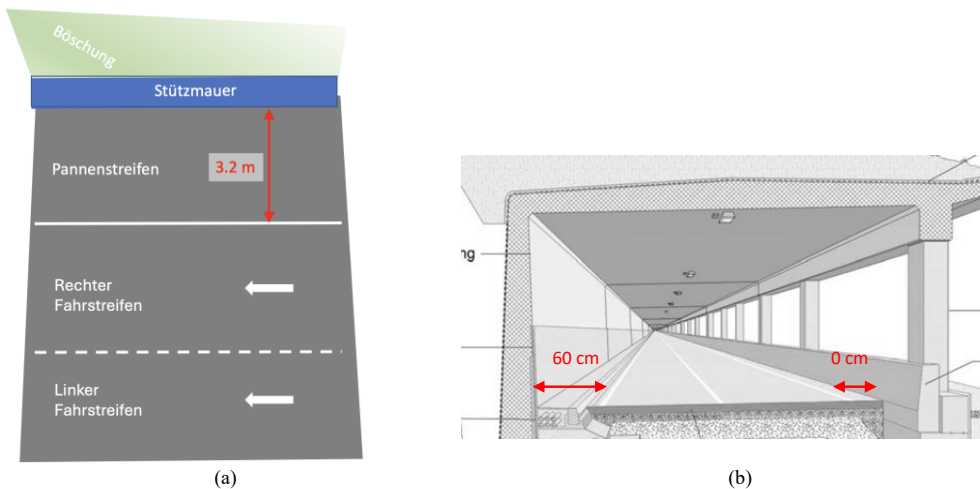 Böschung
Stützmauer
Pannenstreifen
3.2 m
Rechter
Fahrstreifen
Linker
Fahrstreifen
(a)
ng
60 cm
0 cm
(b)